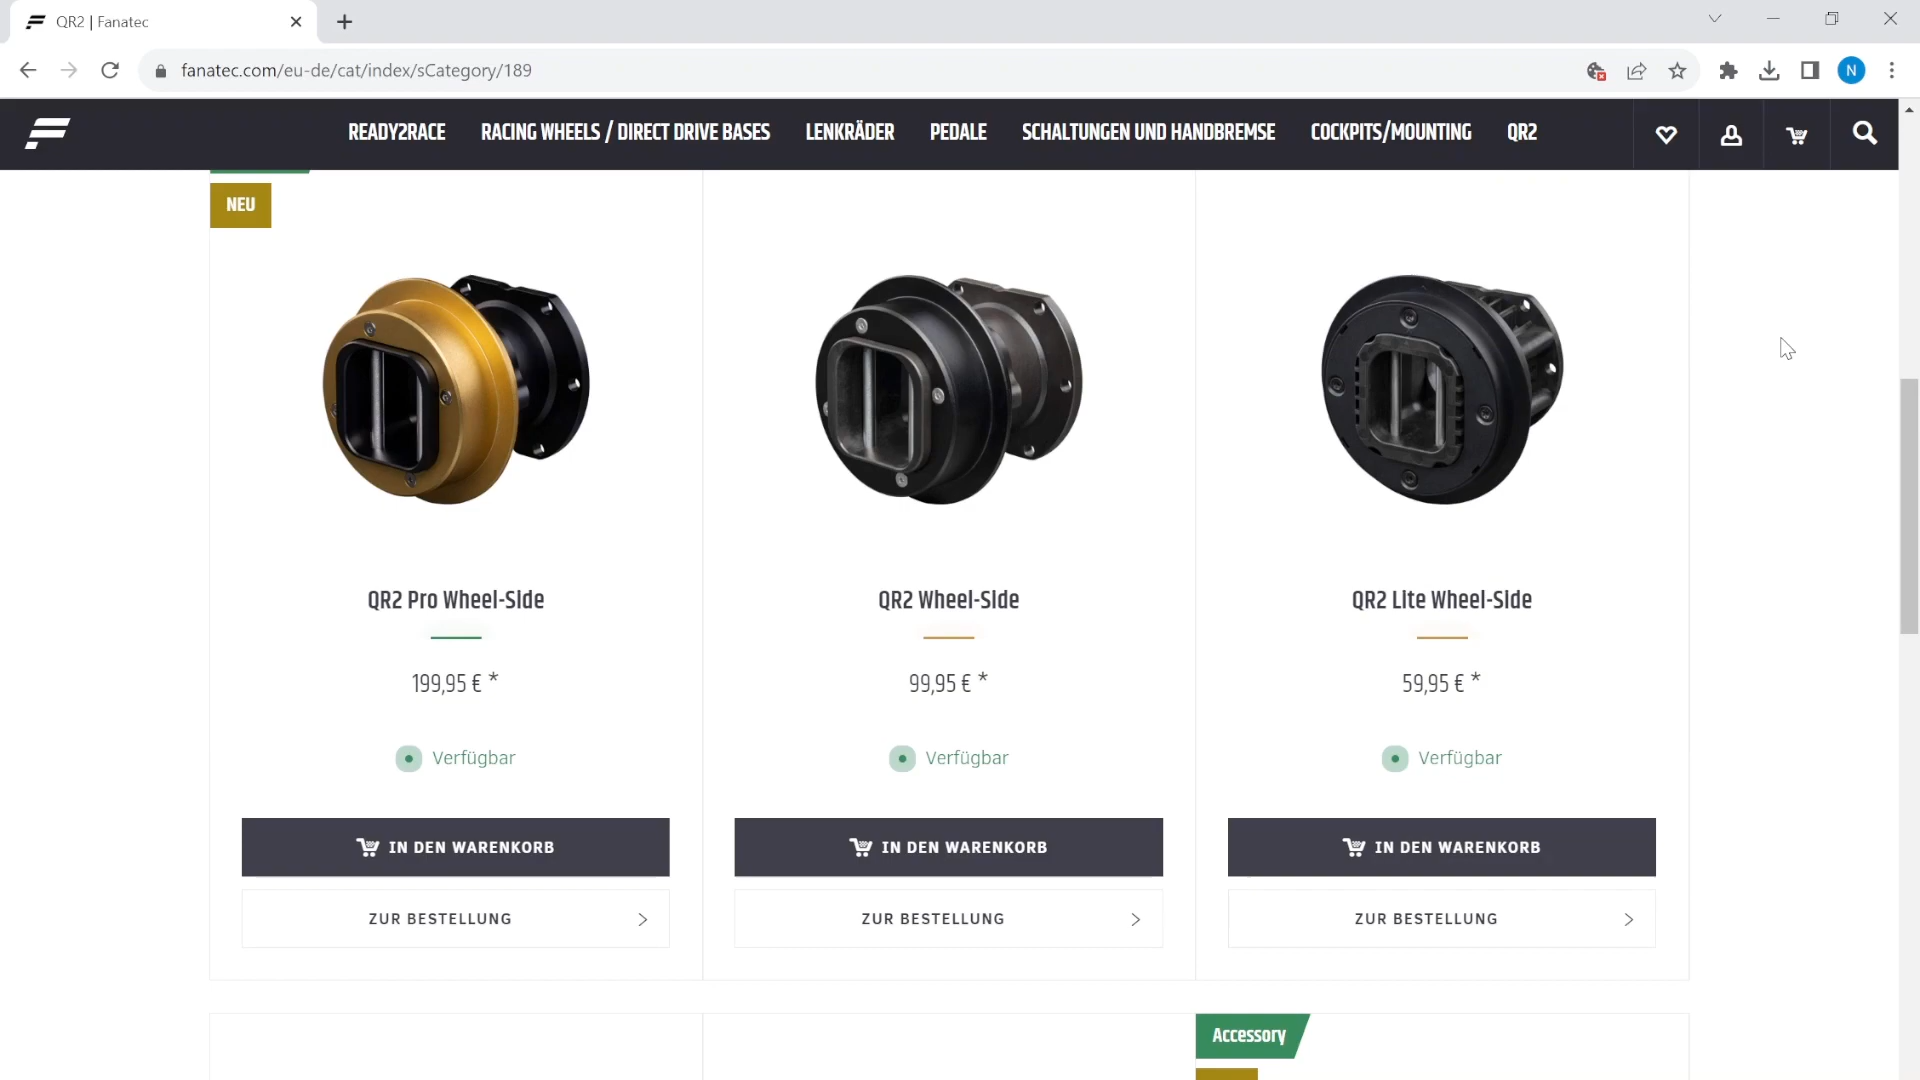 QR2 | Fanatec
fanatec.com/eu-de/cat/index/sCategory/189
N
READY2RACE
RACING WHEELS / DIRECT DRIVE BASES
LENKRÄDER
PEDALE
SCHALTUNGEN UND HANDBREMSE
COCKPITS/MOUNTING
QR2
NEU
QR2 Pro Wheel-Side
199,95 € *
Verfügbar
IN DEN WARENKORB
ZUR BESTELLUNG
QR2 Wheel-Side
99,95 € *
Verfügbar
IN DEN WARENKORB
ZUR BESTELLUNG
QR2 Lite Wheel-Side
59,95 € *
Verfügbar
IN DEN WARENKORB
ZUR BESTELLUNG
Accessory